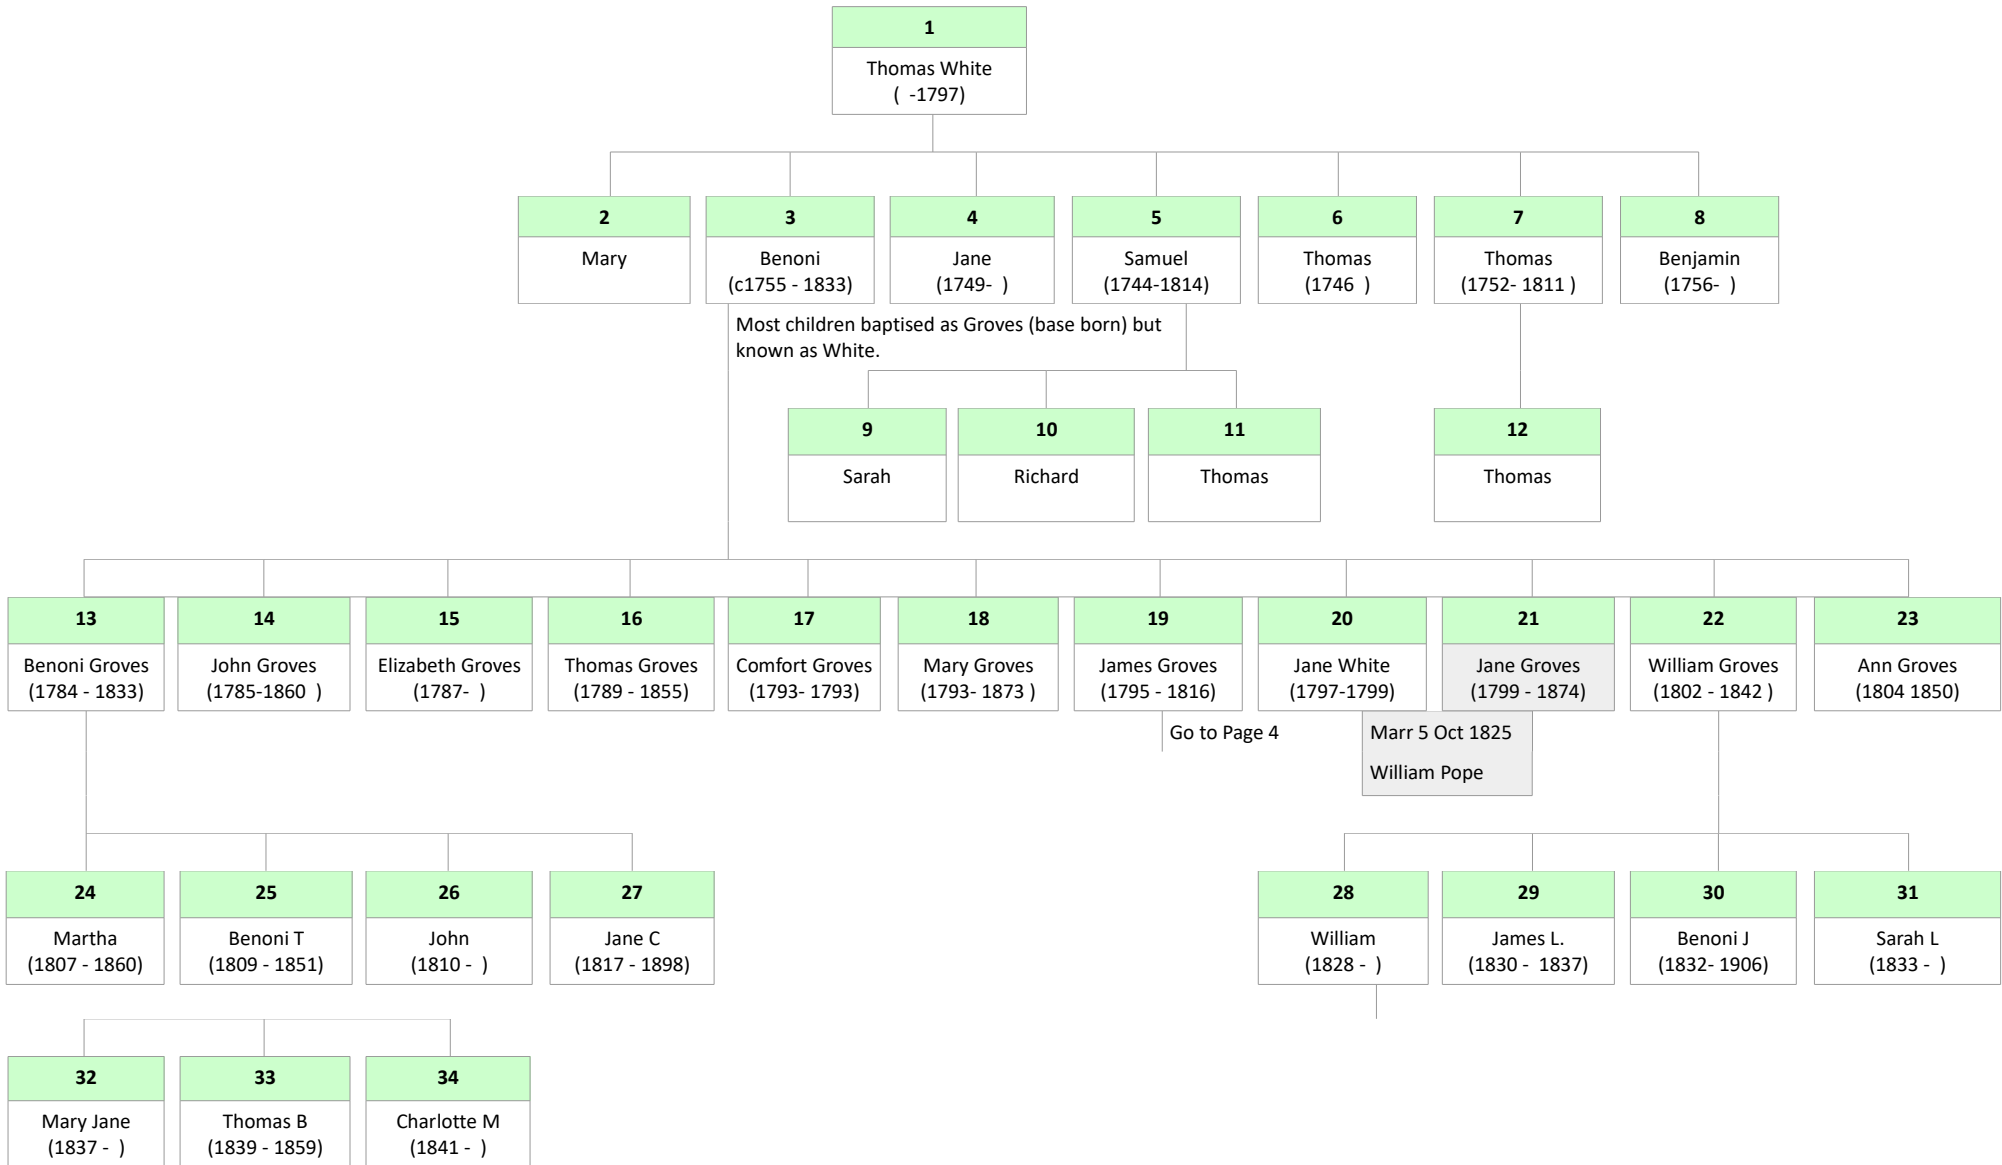 1
Thomas White
(  -1797)
2
Mary
3
Benoni
(c1755 - 1833)
4
Jane
(1749-  )
5
Samuel
(1744-1814)
6
Thomas
(1746  )
7
Thomas
(1752- 1811 )
8
Benjamin
(1756-  )
Most children baptised as Groves (base born) but
known as White.
9
Sarah
10
Richard
11
Thomas
12
Thomas
13
Benoni Groves
(1784 - 1833)
14
John Groves
(1785-1860  )
15
Elizabeth Groves
(1787-  )
16
Thomas Groves
(1789 - 1855)
17
Comfort Groves
(1793- 1793)
18
Mary Groves
(1793- 1873 )
19
James Groves
(1795 - 1816)
20
Jane White
(1797-1799)
21
Jane Groves
(1799 - 1874)
22
William Groves
(1802 - 1842 )
23
Ann Groves
(1804 1850)
Go to Page 4
Marr 5 Oct 1825
William Pope
24
Martha
(1807 - 1860)
25
Benoni T
(1809 - 1851)
26
John
(1810 -  )
27
Jane C
(1817 - 1898)
28
William
(1828 -  )
29
James L.
(1830 -  1837)
30
Benoni J
(1832- 1906)
31
Sarah L
(1833 -  )
32
Mary Jane
(1837 -  )
33
Thomas B
(1839 - 1859)
34
Charlotte M
(1841 -  )